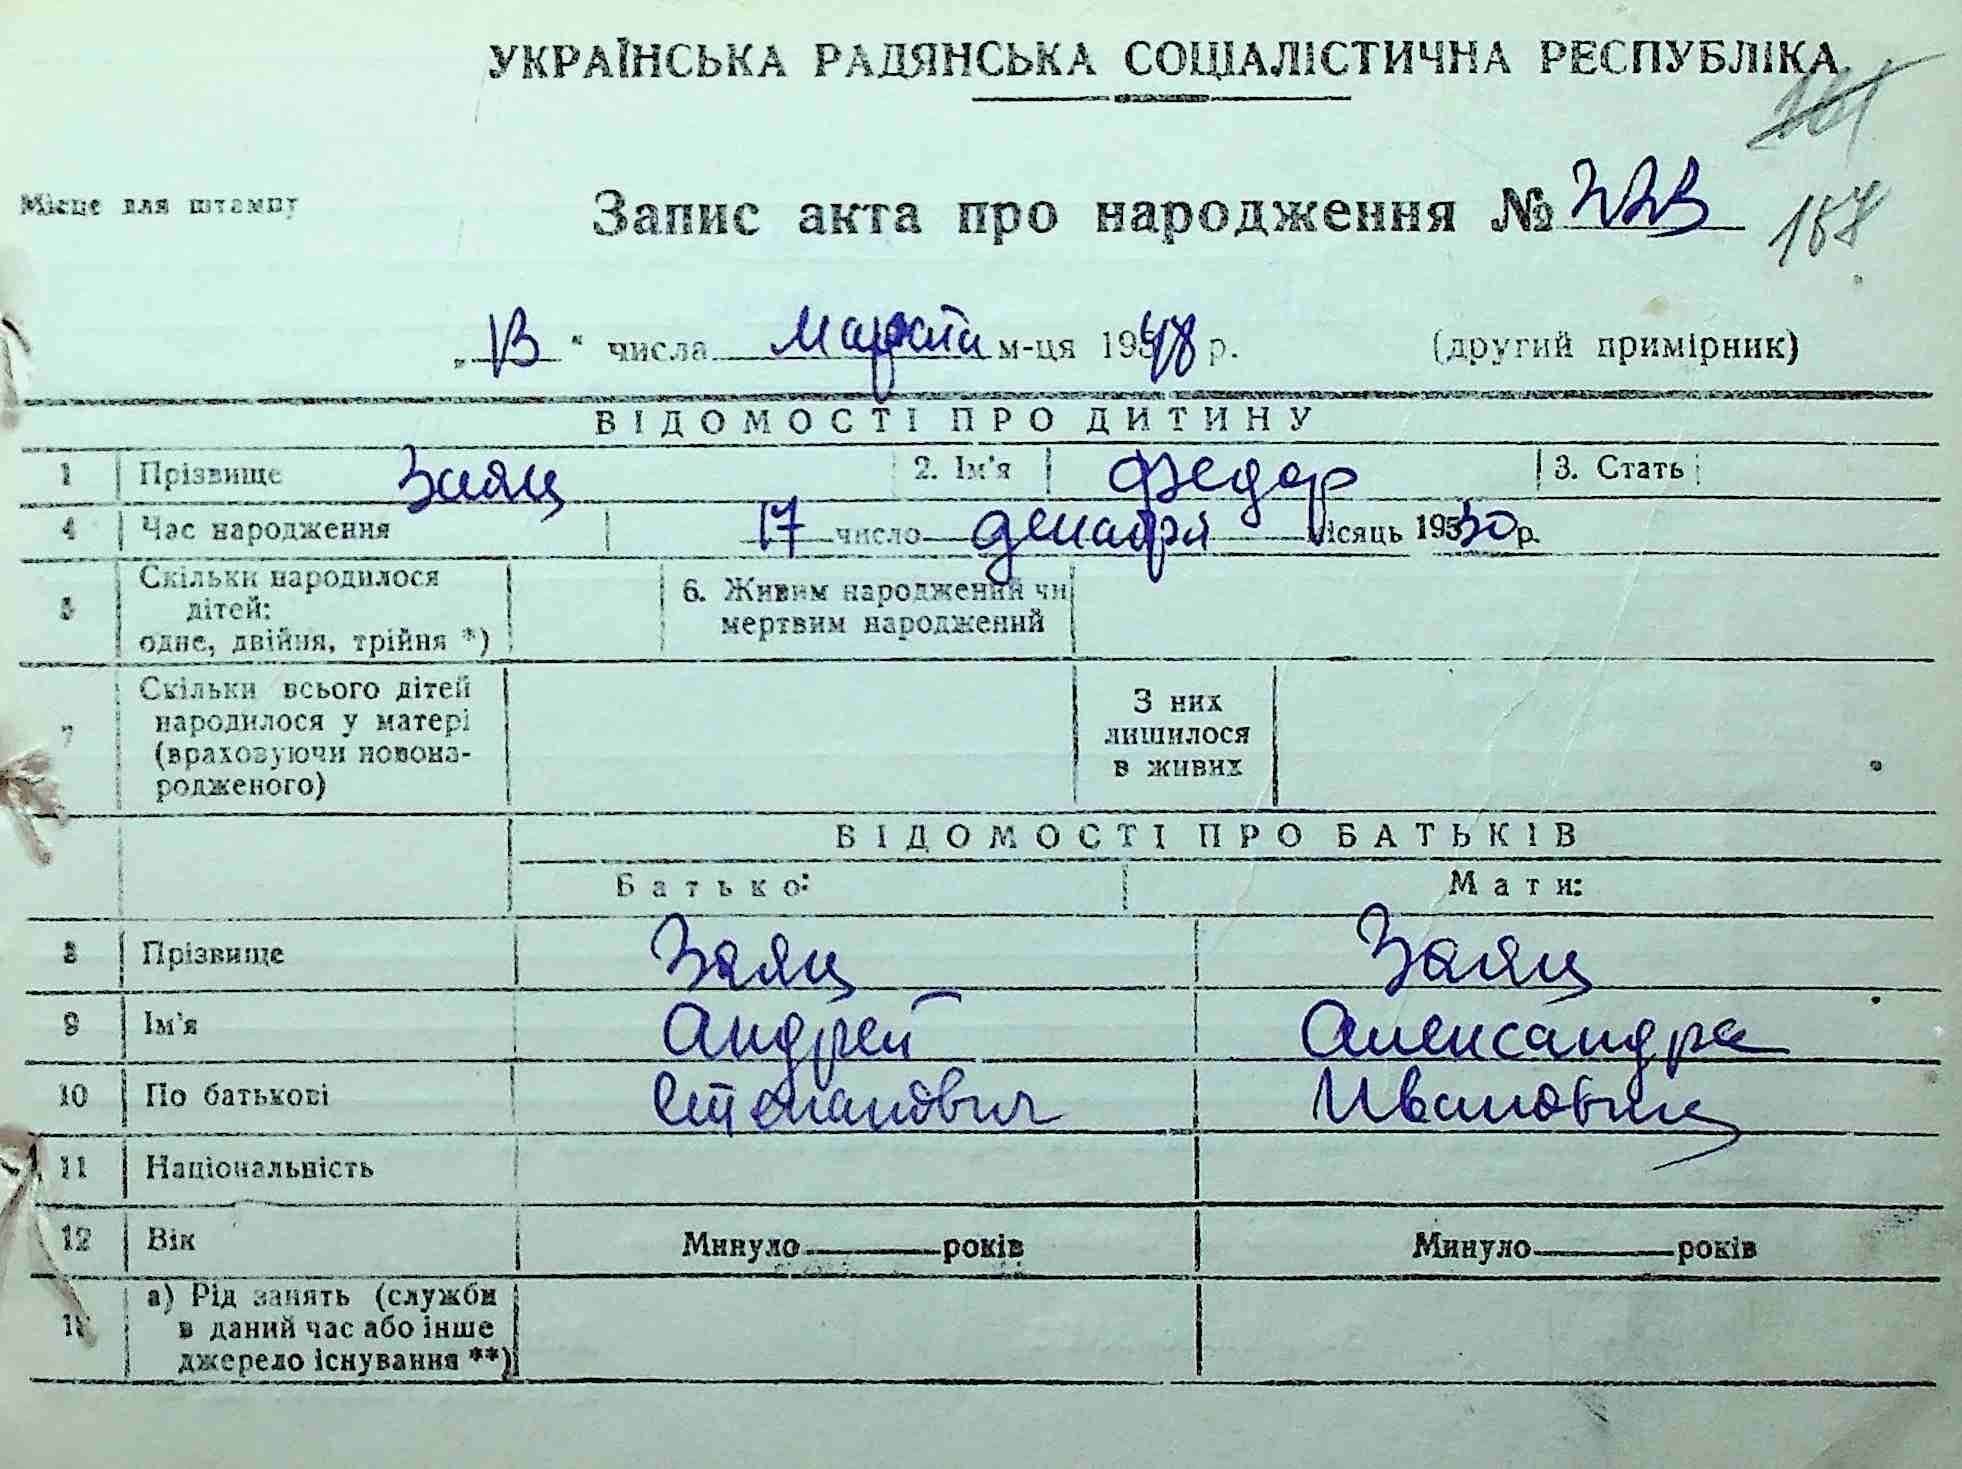 УКРАЇНСЬКА РАДЯНСЬКА СОЦІАЛІСТИЧНА РЕСПУБЛІКА
Місце для штампу
Запис акта про народження №
„13“ числа Марта м-ця 1948 р. (другий примірник)
ВІДОМОСТІ ПРО ДИТИНУ
1 Прізвище Заяц 2. Ім'я Федор 3. Стать
4 Час народження 17 число декабря місяць 1930 р.
5 Скільки народилося дітей: одне, двійня, трійня *) 6. Живим народжений чи мертвим народжений
7 Скільки всього дітей народилося у матері (враховуючи новона-родженого) З них лишилося в живих
ВІДОМОСТІ ПРО БАТЬКІВ
Батько: Мати:
8 Прізвище Заяц Заяц
9 Ім'я Андрей Александра
10 По батькові Степанович Ивановна
11 Національність
12 Вік Минуло років Минуло років
13 а) Рід занять (служби в даний час або інше джерело існування **)